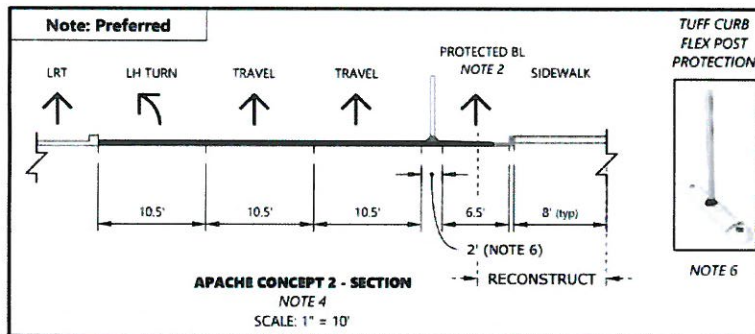 Note: Preferred
TUFF CURB
FLEX POST
PROTECTION
PROTECTED BL
NOTE 2
LRT
LH TURN
TRAVEL
TRAVEL
SIDEWALK
10.5'
10.5'
10.5'
6.5'
8' (typ)
2' (NOTE 6)
RECONSTRUCT
APACHE CONCEPT 2 - SECTION
NOTE 4
SCALE: 1" = 10'
NOTE 6